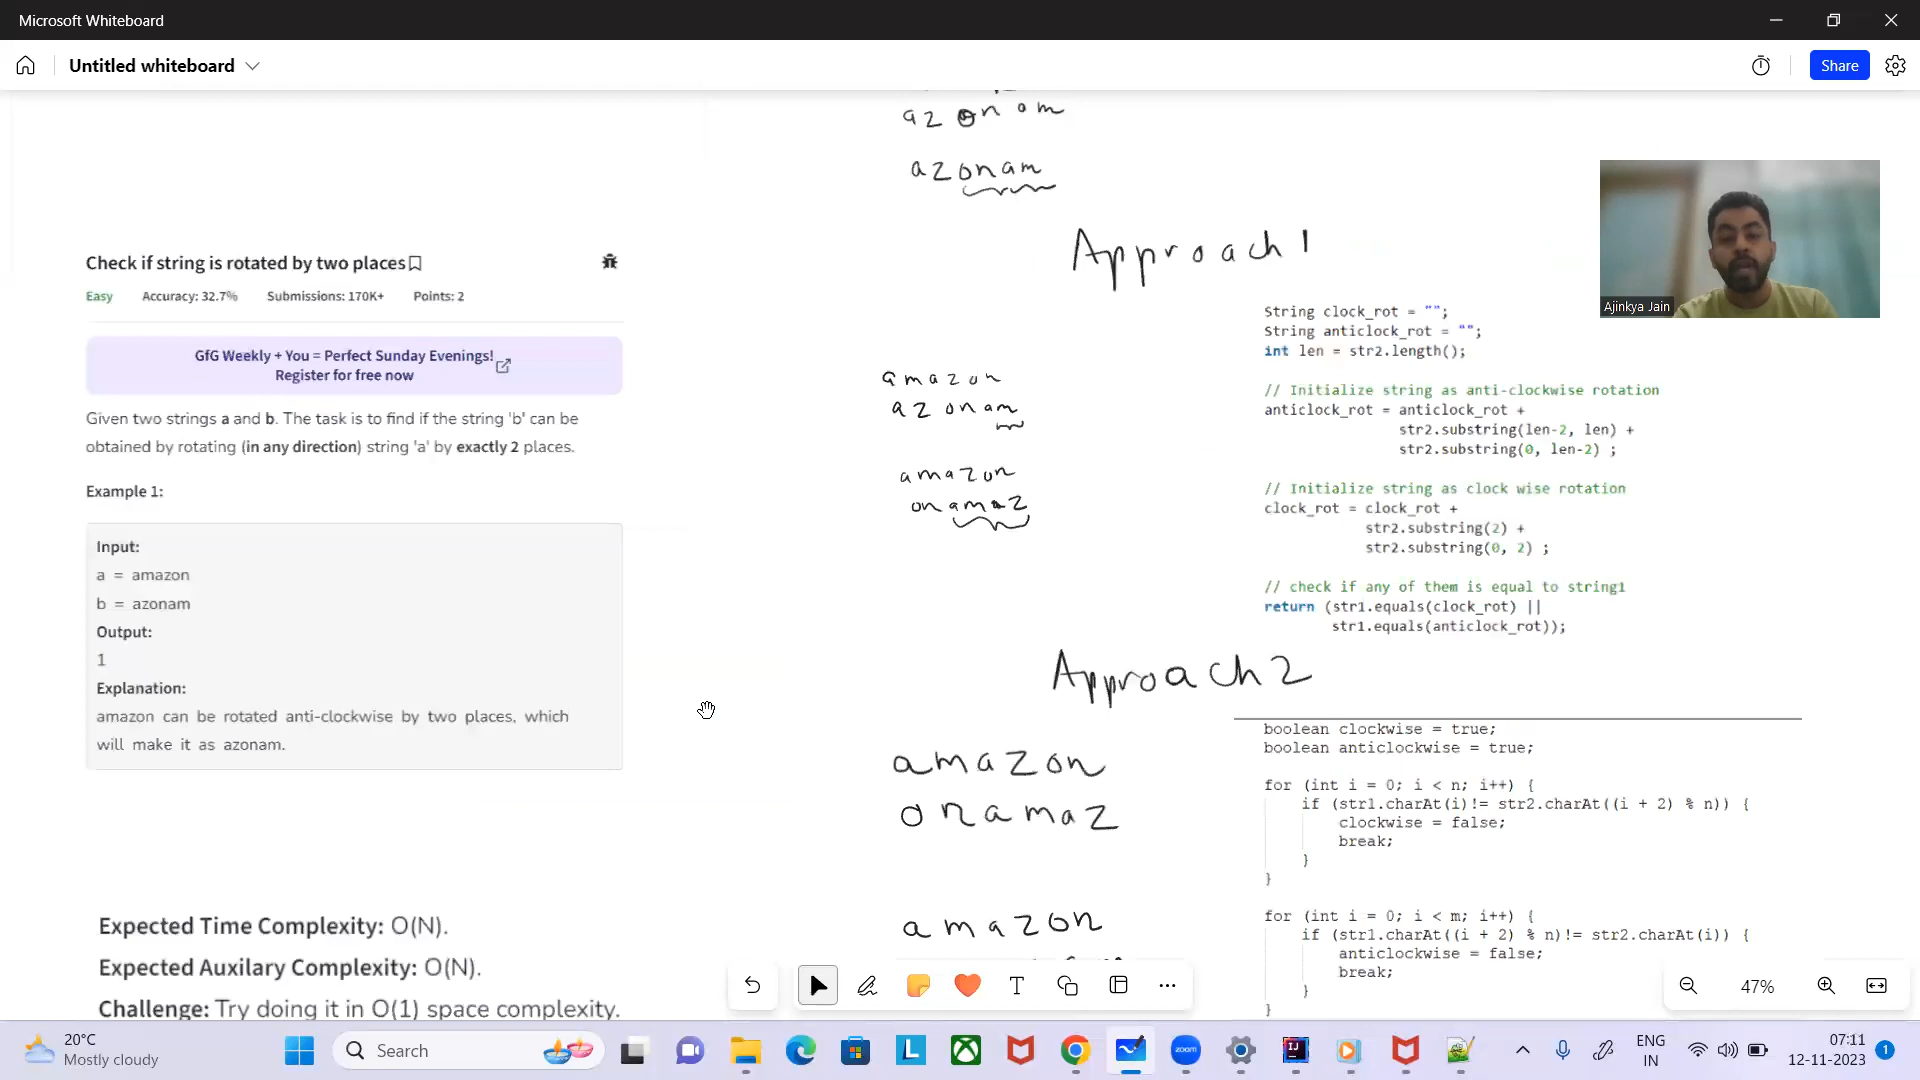 Microsoft Whiteboard
Untitled whiteboard
Share
azonam
azonam
Approach 1
Check if string is rotated by two places
Easy Accuracy: 32.7% Submissions: 170K+ Points: 2
GfG Weekly + You = Perfect Sunday Evenings!
Register for free now
Given two strings a and b. The task is to find if the string 'b' can be
obtained by rotating (in any direction) string 'a' by exactly 2 places.
Example 1:
Input:
a = amazon
b = azonam
Output:
1
Explanation:
amazon can be rotated anti-clockwise by two places, which
will make it as azonam.
Expected Time Complexity: O(N).
Expected Auxilary Complexity: O(N).
Challenge: Try doing it in O(1) space complexity.
amazon
azonam
amazon
onamaz
Ajinkya Jain
String clock_rot = "";
String anticlock_rot = "";
int len = str2.length();
// Initialize string as anti-clockwise rotation
anticlock_rot = anticlock_rot +
str2.substring(len-2, len) +
str2.substring(0, len-2) ;
// Initialize string as clock wise rotation
clock_rot = clock_rot +
str2.substring(2) +
str2.substring(0, 2) ;
// check if any of them is equal to string1
return (str1.equals(clock_rot) ||
str1.equals(anticlock_rot));
Approach 2
amazon
onamaz
amazon
boolean clockwise = true;
boolean anticlockwise = true;
for (int i = 0; i < n; i++) {
if (str1.charAt(i)!= str2.charAt((i + 2) % n)) {
clockwise = false;
break;
}
}
for (int i = 0; i < m; i++) {
if (str1.charAt((i + 2) % n)!= str2.charAt(i)) {
anticlockwise = false;
break;
}
}
47%
20°C
Mostly cloudy
Search
zoom
ENG
IN
07:11
12-11-2023
1